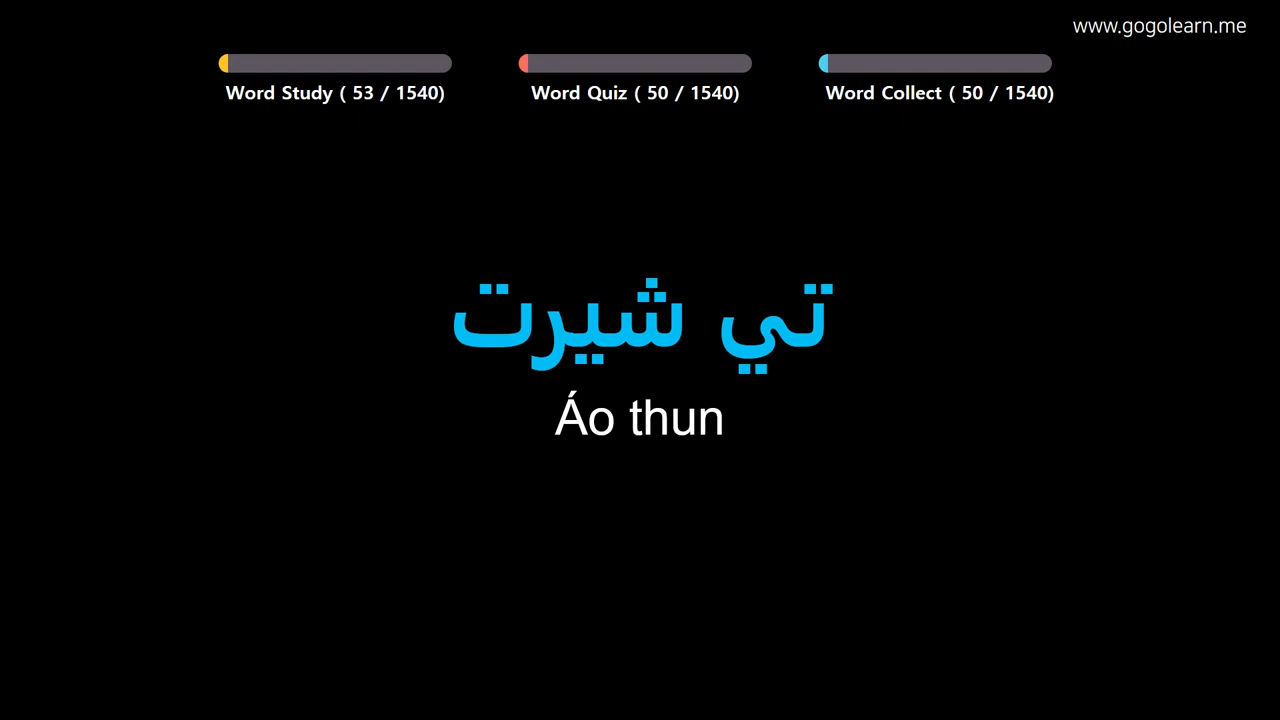 www.gogolearn.me
Word Study ( 53 / 1540)
Word Quiz ( 50 / 1540)
Word Collect ( 50 / 1540)
تي شيرت
Áo thun